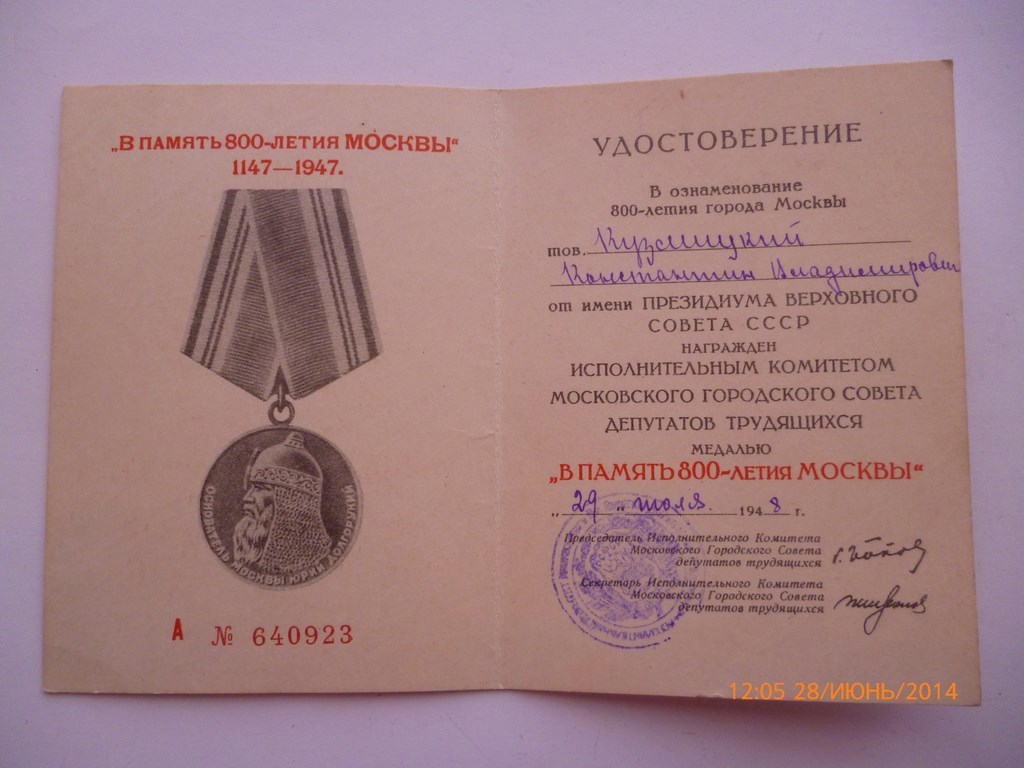 „В ПАМЯТЬ 800-ЛЕТИЯ МОСКВЫ“
1147—1947.
ОСНОВАТЕЛЬ МОСКВЫ ЮРИЙ ДОЛГОРУКИЙ
А № 640923
УДОСТОВЕРЕНИЕ
В ознаменование
800-летия города Москвы
тов. Кузмицкий
Константин Владимирович
от имени ПРЕЗИДИУМА ВЕРХОВНОГО
СОВЕТА СССР
НАГРАЖДЕН
ИСПОЛНИТЕЛЬНЫМ КОМИТЕТОМ
МОСКОВСКОГО ГОРОДСКОГО СОВЕТА
ДЕПУТАТОВ ТРУДЯЩИХСЯ
МЕДАЛЬЮ
„В ПАМЯТЬ 800-ЛЕТИЯ МОСКВЫ“
„29“ июля 1948 г.
Председатель Исполнительного Комитета
Московского Городского Совета
депутатов трудящихся
Секретарь Исполнительного Комитета
Московского Городского Совета
депутатов трудящихся
12:05 28/ИЮНЬ/2014